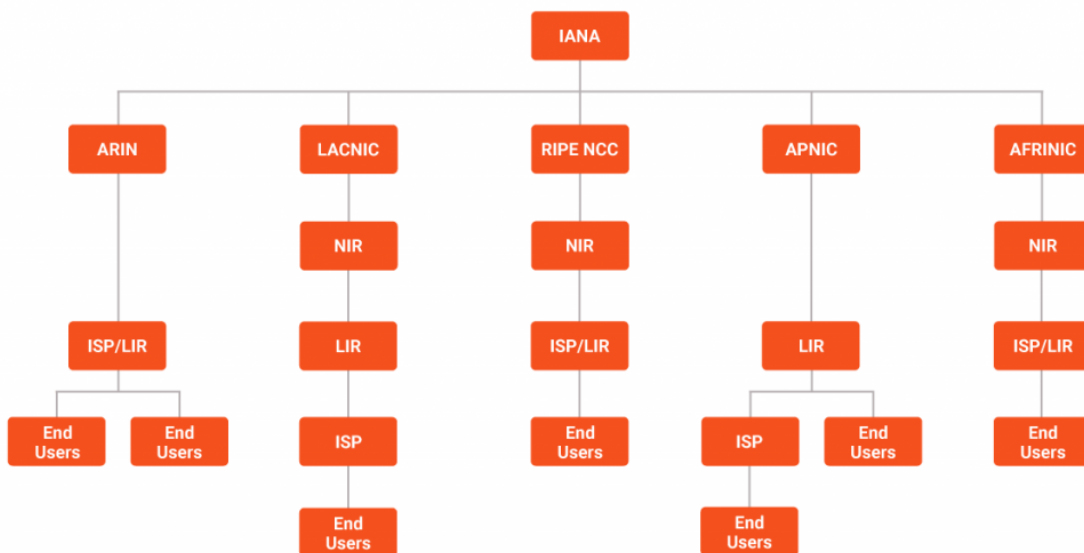 IANA
ARIN
LACNIC
RIPE NCC
APNIC
AFRINIC
NIR
NIR
NIR
ISP/LIR
LIR
ISP/LIR
LIR
ISP/LIR
End
Users
End
Users
ISP
End
Users
ISP
End
Users
End
Users
End
Users
End
Users